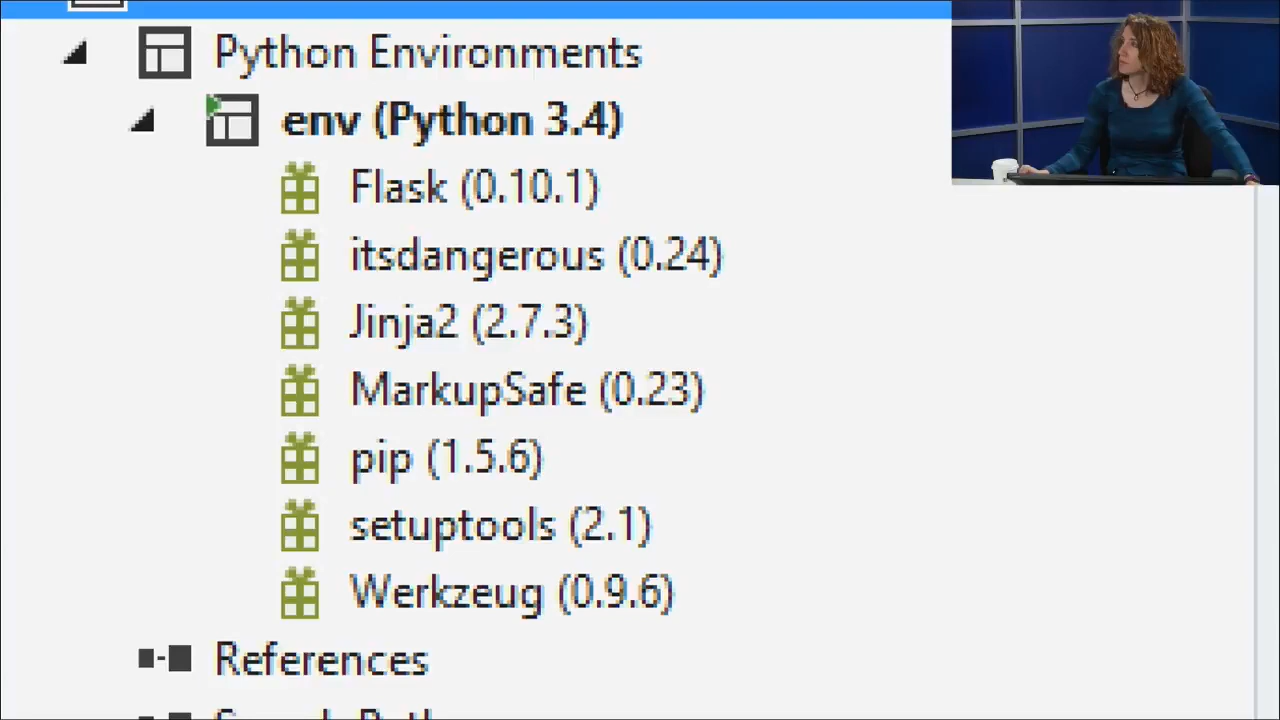 Python Environments
env (Python 3.4)
Flask (0.10.1)
itsdangerous (0.24)
Jinja2 (2.7.3)
MarkupSafe (0.23)
pip (1.5.6)
setuptools (2.1)
Werkzeug (0.9.6)
References